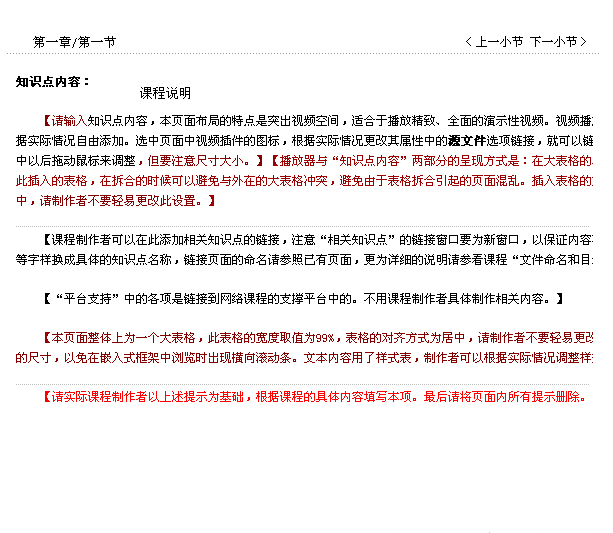 第一章/第一节
<上一小节 下一小节>
知识点内容：
课程说明
【请输入知识点内容，本页面布局的特点是突出视频空间，适合于播放精致、全面的演示性视频。视频播
据实际情况自由添加。选中页面中视频插件的图标，根据实际情况更改其属性中的源文件选项链接，就可以链
中以后拖动鼠标来调整，但要注意尺寸大小。】【播放器与“知识点内容”两部分的呈现方式是：在大表格的
此插入的表格，在拆合的时候可以避免与外在的大表格冲突，避免由于表格拆合引起的页面混乱。插入表格的
中，请制作者不要轻易更改此设置。】
【课程制作者可以在此添加相关知识点的链接，注意“相关知识点”的链接窗口要为新窗口，以保证内容
等字样换成具体的知识点名称，链接页面的命名请参照已有页面，更为详细的说明请参看课程“文件命名和目
【“平台支持”中的各项是链接到网络课程的支撑平台中的。不用课程制作者具体制作相关内容。】
【本页面整体上为一个大表格，此表格的宽度取值为99%，表格的对齐方式为居中，请制作者不要轻易更改
的尺寸，以免在嵌入式框架中浏览时出现横向滚动条。文本内容用了样式表，制作者可以根据实际情况调整样
【请实际课程制作者以上述提示为基础，根据课程的具体内容填写本项。最后请将页面内所有提示删除。